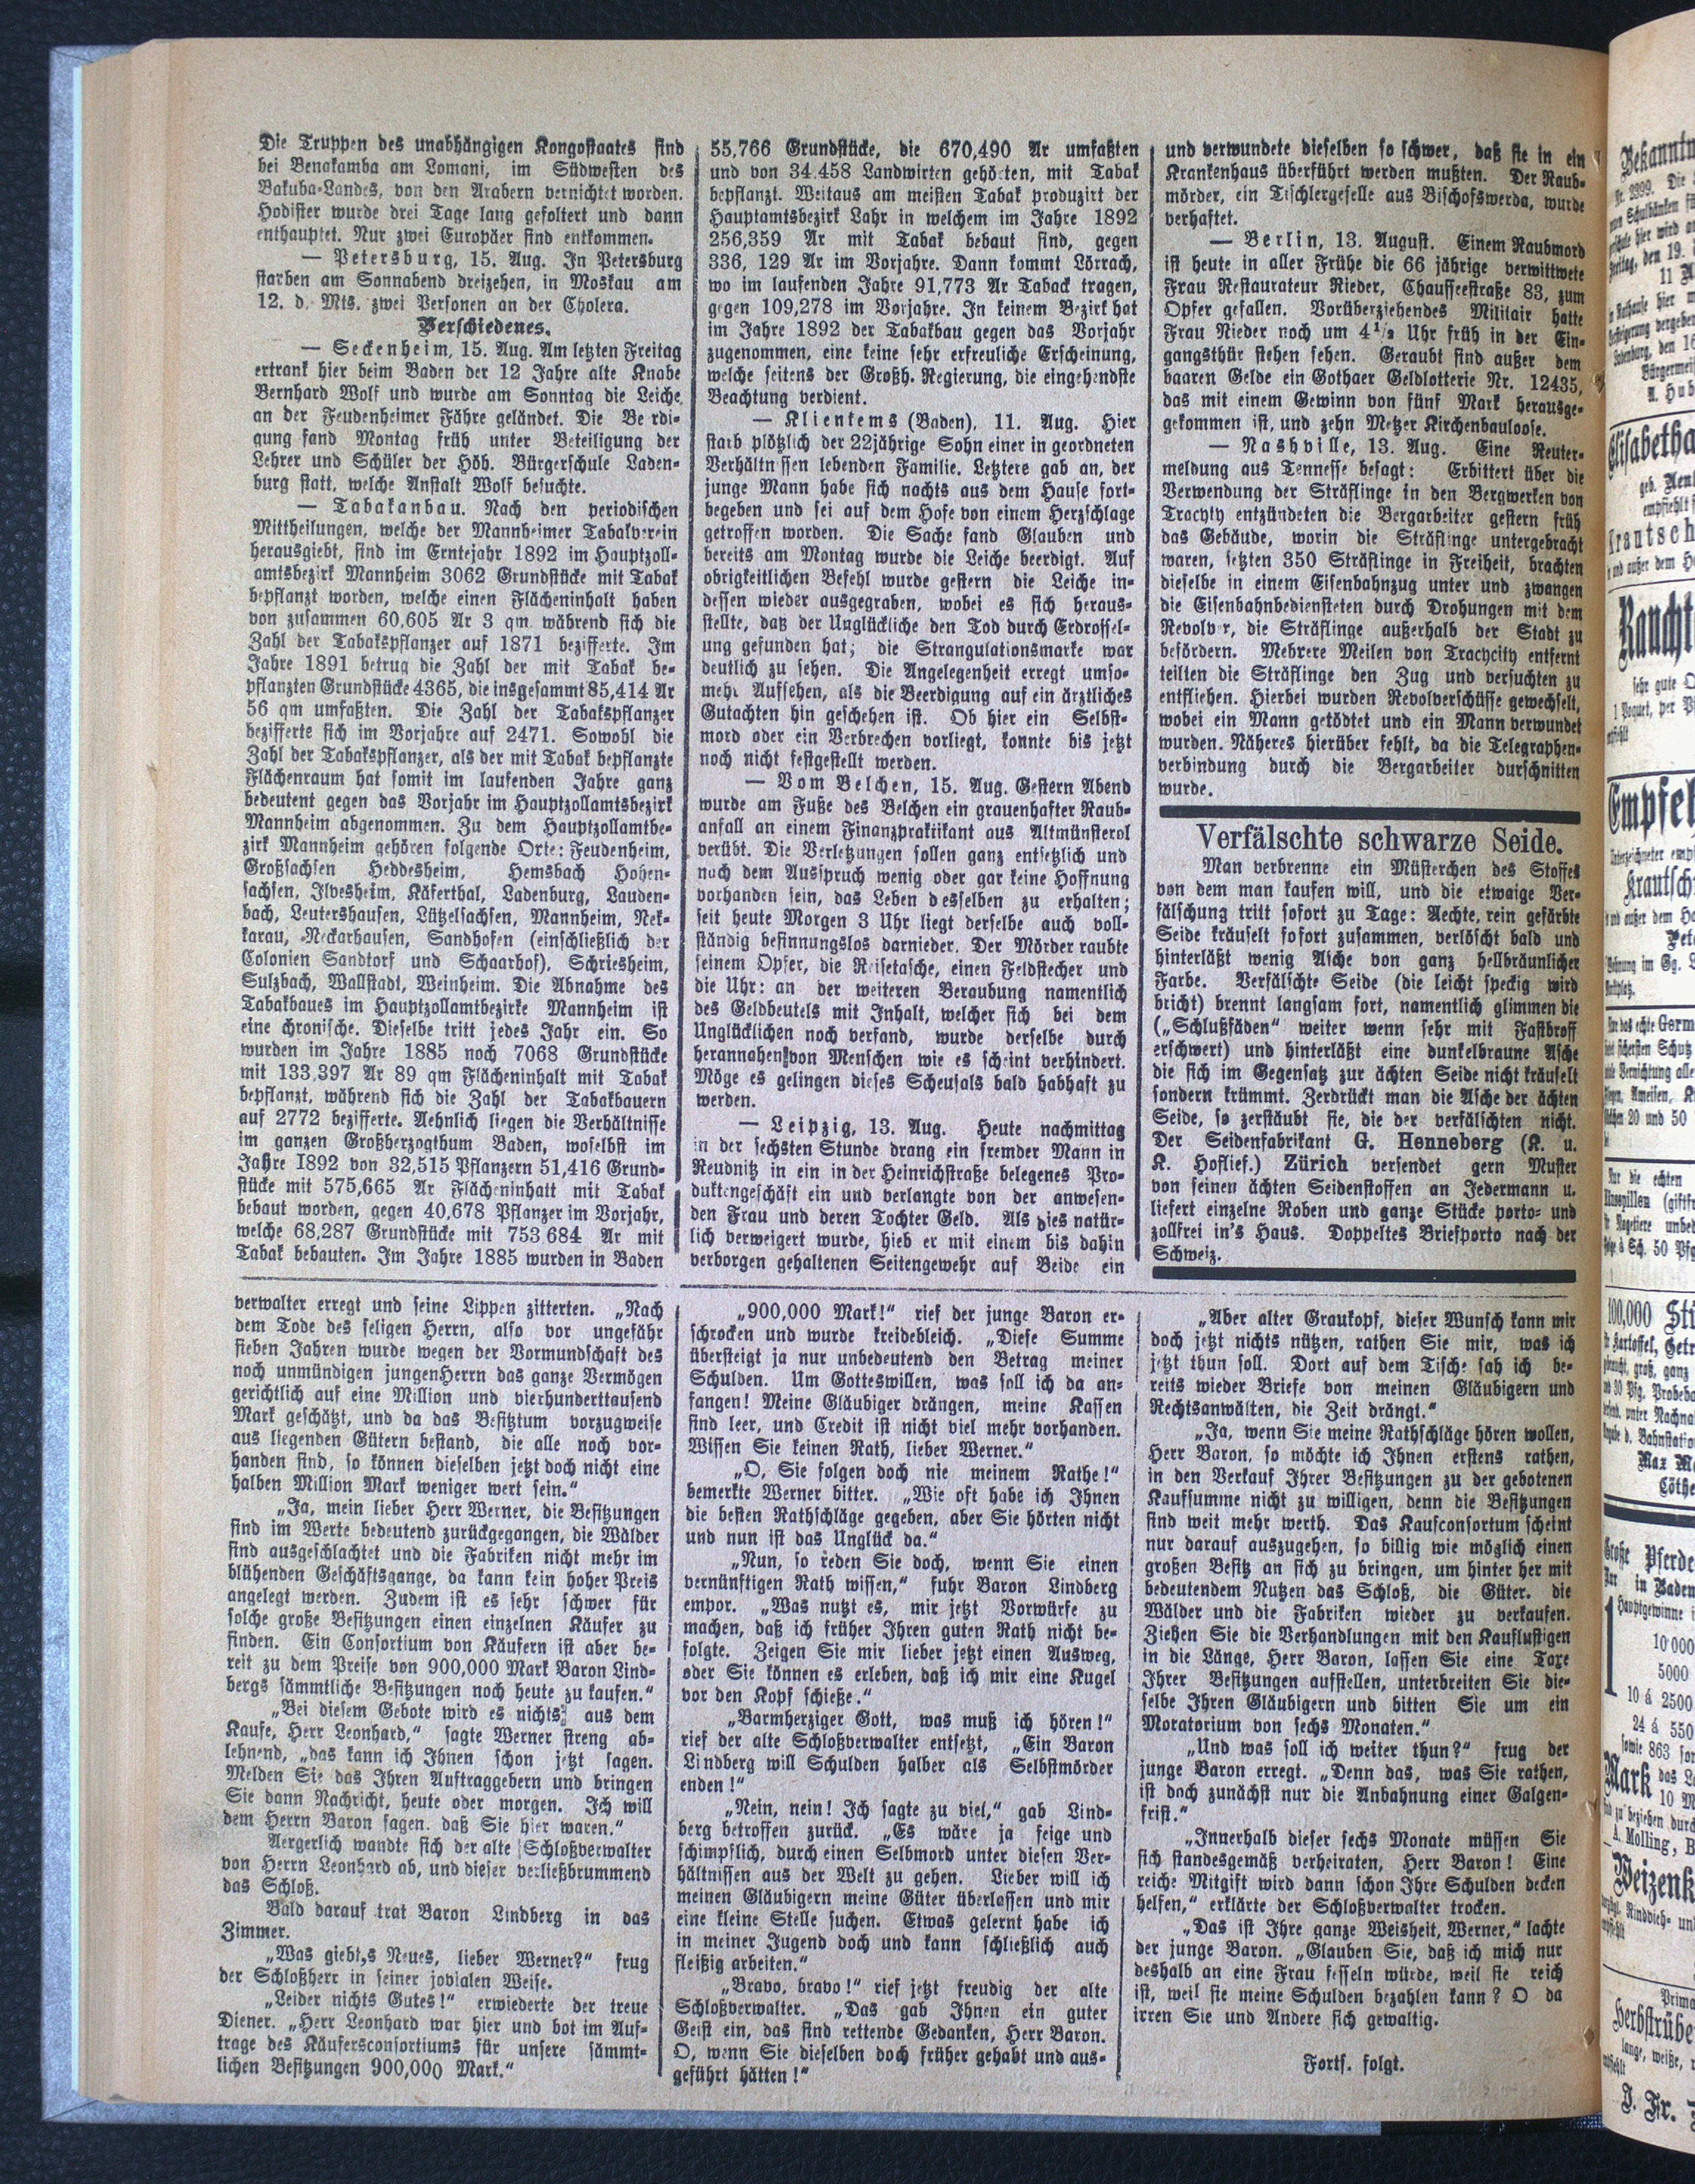 Die Truppen des unabhängigen Kongostaates sind
bei Benakamba am Lomani, im Südwesten des
Bakuba-Landes, von den Arabern vernichtet worden.
Hodister wurde drei Tage lang gefoltert und dann
enthauptet. Nur zwei Europäer sind entkommen.
— Petersburg, 15. Aug. In Petersburg
starben am Sonnabend dreizehen, in Moskau am
12. d. Mts. zwei Personen an der Cholera.
Verschiedenes.
— Seckenheim, 15. Aug. Am letzten Freitag
ertrank hier beim Baden der 12 Jahre alte Knabe
Bernhard Wolf und wurde am Sonntag die Leiche
an der Feudenheimer Fähre geländet. Die Be rdi-
gung fand Montag früh unter Beteiligung der
Lehrer und Schüler der Höh. Bürgerschule Laden-
burg statt, welche Anstalt Wolf besuchte.
— Tabakanbau. Nach den periodischen
Mittheilungen, welche der Mannheimer Tabakverein
herausgiebt, sind im Erntejahr 1892 im Hauptzoll-
amtsbezirk Mannheim 3062 Grundstücke mit Tabak
bepflanzt worden, welche einen Flächeninhalt haben
von zusammen 60,605 Ar 3 qm während sich die
Zahl der Tabakspflanzer auf 1871 bezifferte. Im
Jahre 1891 betrug die Zahl der mit Tabak be-
pflanzten Grundstücke 4365, die insgesammt 85,414 Ar
56 qm umfaßten. Die Zahl der Tabakspflanzer
bezifferte sich im Vorjahre auf 2471. Sowohl die
Zahl der Tabakspflanzer, als der mit Tabak bepflanzte
Flächenraum hat somit im laufenden Jahre ganz
bedeutent gegen das Vorjahr im Hauptzollamtsbezirk
Mannheim abgenommen. Zu dem Hauptzollamtbe-
zirk Mannheim gehören folgende Orte: Feudenheim,
Großsachsen Heddesheim, Hemsbach Hohen-
sachsen, Ilvesheim, Käferthal, Ladenburg, Lauden-
bach, Leutershausen, Lützelsachsen, Mannheim, Nek-
karau, Neckarhausen, Sandhofen (einschließlich der
Colonien Sandtorf und Schaarhof), Schriesheim,
Sulzbach, Wallstadt, Weinheim. Die Abnahme des
Tabakbaues im Hauptzollamtbezirke Mannheim ist
eine chronische. Dieselbe tritt jedes Jahr ein. So
wurden im Jahre 1885 noch 7068 Grundstücke
mit 133,397 Ar 89 qm Flächeninhalt mit Tabak
bepflanzt, während sich die Zahl der Tabakbauern
auf 2772 bezifferte. Aehnlich liegen die Verhältnisse
im ganzen Großherzogthum Baden, woselbst im
Jahre 1892 von 32,515 Pflanzern 51,416 Grund-
stücke mit 575,665 Ar Flächeninhalt mit Tabak
bebaut worden, gegen 40,678 Pflanzer im Vorjahr,
welche 68,287 Grundstücke mit 753,684 Ar mit
Tabak bebauten. Im Jahre 1885 wurden in Baden
55,766 Grundstücke, die 670,490 Ar umfaßten
und von 34,458 Landwirten gehörten, mit Tabak
bepflanzt. Weitaus am meisten Tabak produzirt der
Hauptamtsbezirk Lahr in welchem im Jahre 1892
256,359 Ar mit Tabak bebaut sind, gegen
336, 129 Ar im Vorjahre. Dann kommt Lörrach,
wo im laufenden Jahre 91,773 Ar Taback tragen,
gegen 109,278 im Vorjahre. In keinem Bezirk hat
im Jahre 1892 der Tabakbau gegen das Vorjahr
zugenommen, eine keine sehr erfreuliche Erscheinung,
welche seitens der Großh. Regierung, die eingehendste
Beachtung verdient.
— Klienkems (Baden), 11. Aug. Hier
starb plötzlich der 22jährige Sohn einer in geordneten
Verhältn ssen lebenden Familie. Letztere gab an, der
junge Mann habe sich nachts aus dem Hause fort-
begeben und sei auf dem Hofe von einem Herzschlage
getroffen worden. Die Sache fand Glauben und
bereits am Montag wurde die Leiche beerdigt. Auf
obrigkeitlichen Befehl wurde gestern die Leiche in-
dessen wieder ausgegraben, wobei es sich heraus-
stellte, daß der Unglückliche den Tod durch Erdrossel-
ung gefunden hat; die Strangulationsmarke war
deutlich zu sehen. Die Angelegenheit erregt umso-
mehr Aufsehen, als die Beerdigung auf ein ärztliches
Gutachten hin geschehen ist. Ob hier ein Selbst-
mord oder ein Verbrechen vorliegt, konnte bis jetzt
noch nicht festgestellt werden.
— Vom Belchen, 15. Aug. Gestern Abend
wurde am Fuße des Belchen ein grauenhafter Raub-
anfall an einem Finanzpraktikant aus Altmünsterol
verübt. Die Verletzungen sollen ganz entsetzlich und
nach dem Ausspruch wenig oder gar keine Hoffnung
vorhanden sein, das Leben desselben zu erhalten;
seit heute Morgen 3 Uhr liegt derselbe auch voll-
ständig besinnungslos darnieder. Der Mörder raubte
seinem Opfer, die Reisetasche, einen Feldstecher und
die Uhr: an der weiteren Beraubung namentlich
des Geldbeutels mit Inhalt, welcher sich bei dem
Unglücklichen noch verfand, wurde derselbe durch
herannahen von Menschen wie es scheint verhindert.
Möge es gelingen dieses Scheusals bald habhaft zu
werden.
— Leipzig, 13. Aug. Heute nachmittag
in der sechsten Stunde drang ein fremder Mann in
Reudnitz in ein in der Heinrichstraße belegenes Pro-
duktengeschäft ein und verlangte von der anwesen-
den Frau und deren Tochter Geld. Als dies natür-
lich verweigert wurde, hieb er mit einem bis dahin
verborgen gehaltenen Seitengewehr auf Beide ein
und verwundete dieselben so schwer, daß sie in ein
Krankenhaus überführt werden mußten. Der Raub-
mörder, ein Tischlergeselle aus Bischofswerda, wurde
verhaftet.
— Berlin, 13. August. Einem Raubmord
ist heute in aller Frühe die 66 jährige verwittwete
Frau Restaurateur Rieder, Chausseestraße 83, zum
Opfer gefallen. Vorüberziehendes Militair hatte
Frau Nieder noch um 4½ Uhr früh in der Ein-
gangsthür stehen sehen. Geraubt sind außer dem
baaren Gelde ein Gothaer Geldlotterie Nr. 12435,
das mit einem Gewinn von fünf Mark herausge-
gekommen ist, und zehn Metzer Kirchenbauloose.
— Nashville, 13. Aug. Eine Reuter-
meldung aus Tennesse besagt: Erbittert über die
Verwendung der Sträflinge in den Bergwerken von
Tracyty entzündeten die Bergarbeiter gestern früh
das Gebäude, worin die Sträflinge untergebracht
waren, setzten 350 Sträflinge in Freiheit, brachten
dieselbe in einem Eisenbahnzug unter und zwangen
die Eisenbahnbediensteten durch Drohungen mit dem
Revolv r, die Sträflinge außerhalb der Stadt zu
befördern. Mehrere Meilen von Tracycity entfernt
teilten die Sträflinge den Zug und versuchten zu
entfliehen. Hierbei wurden Revolverschüsse gewechselt,
wobei ein Mann getödtet und ein Mann verwundet
wurden. Näheres hierüber fehlt, da die Telegraphen-
verbindung durch die Bergarbeiter durschnitten
wurde.
Verfälschte schwarze Seide.
Man verbrenne ein Müsterchen des Stoffes
von dem man kaufen will, und die etwaige Ver-
fälschung tritt sofort zu Tage: Aechte, rein gefärbte
Seide kräuselt sofort zusammen, verlöscht bald und
hinterläßt wenig Asche von ganz hellbräunlicher
Farbe. Verfälschte Seide (die leicht speckig wird
bricht) brennt langsam fort, namentlich glimmen die
(„Schlußfäden“ weiter wenn sehr mit Fastbroff
erschwert) und hinterläßt eine dunkelbraune Asche
die sich im Gegensatz zur ächten Seide nicht kräuselt
sondern krümmt. Zerdrückt man die Asche der ächten
Seide, so zerstäubt sie, die der verfälschten nicht.
Der Seidenfabrikant G. Henneberg (K. u.
K. Hoflief.) Zürich versendet gern Muster
von seinen ächten Seidenstoffen an Jedermann u.
liefert einzelne Roben und ganze Stücke porto- und
zollfrei in's Haus. Doppeltes Briefporto nach der
Schweiz.
verwalter erregt und seine Lippen zitterten. „Nach
dem Tode des seligen Herrn, also vor ungefähr
sieben Jahren wurde wegen der Vormundschaft des
noch unmündigen jungen Herrn das ganze Vermögen
gerichtlich auf eine Million und vierhunderttausend
Mark geschätzt, und da das Besitztum vorzugweise
aus liegenden Gütern bestand, die alle noch vor-
handen sind, so können dieselben jetzt doch nicht eine
halben Million Mark weniger wert sein.“
„Ja, mein lieber Herr Werner, die Besitzungen
sind im Werte bedeutend zurückgegangen, die Wälder
sind ausgeschlachtet und die Fabriken nicht mehr im
blühenden Geschäftsgange, da kann kein hoher Preis
angelegt werden. Zudem ist es sehr schwer für
solche große Besitzungen einen einzelnen Käufer zu
finden. Ein Consortium von Käufern ist aber be-
reit zu dem Preise von 900,000 Mark Baron Lind-
bergs sämmtliche Besitzungen noch heute zu kaufen.“
„Bei diesem Gebote wird es nichts aus dem
Kaufe, Herr Leonhard,“ sagte Werner streng ab-
lehnend, „das kann ich Ihnen schon jetzt sagen.
Melden Sie das Ihren Auftraggebern und bringen
Sie dann Nachricht, heute oder morgen. Ich will
dem Herrn Baron sagen, daß Sie hier waren.“
Aergerlich wandte sich der alte Schloßverwalter
von Herrn Leonhard ab, und dieser verließ brummend
das Schloß.
Bald darauf trat Baron Lindberg in das
Zimmer.
„Was giebt,s Neues, lieber Werner?“ frug
der Schloßherr in seiner jovialen Weise.
„Leider nichts Gutes!“ erwiederte der treue
Diener. „Herr Leonhard war hier und bot im Auf-
trage des Käufersconsortiums für unsere sämmt-
lichen Besitzungen 900,000 Mark.“
„900,000 Mark!“ rief der junge Baron er-
schrocken und wurde kreidebleich. „Diese Summe
übersteigt ja nur unbedeutend den Betrag meiner
Schulden. Um Gotteswillen, was soll ich da an-
fangen! Meine Gläubiger drängen, meine Kassen
sind leer, und Credit ist nicht viel mehr vorhanden.
Wissen Sie keinen Rath, lieber Werner.“
„O, Sie folgen doch nie meinem Rathe!“
bemerkte Werner bitter. „Wie oft habe ich Ihnen
die besten Rathschläge gegeben, aber Sie hörten nicht
und nun ist das Unglück da.“
„Nun, so reden Sie doch, wenn Sie einen
vernünftigen Rath wissen,“ fuhr Baron Lindberg
empor. „Was nutzt es, mir jetzt Vorwürfe zu
machen, daß ich früher Ihren guten Rath nicht be-
folgte. Zeigen Sie mir lieber jetzt einen Ausweg,
oder Sie können es erleben, daß ich mir eine Kugel
vor den Kopf schieße.“
„Barmherziger Gott, was muß ich hören!“
rief der alte Schloßverwalter entsetzt, „Ein Baron
Lindberg will Schulden halber als Selbstmörder
enden!“
„Nein, nein! Ich sagte zu viel,“ gab Lind-
berg betroffen zurück. „Es wäre ja feige und
schimpflich, durch einen Selbmord unter diesen Ver-
hältnissen aus der Welt zu gehen. Lieber will ich
meinen Gläubigern meine Güter überlassen und mir
eine kleine Stelle suchen. Etwas gelernt habe ich
in meiner Jugend doch und kann schließlich auch
fleißig arbeiten.“
„Bravo, bravo!“ rief jetzt freudig der alte
Schloßverwalter. „Das gab Ihnen ein guter
Geist ein, das sind rettende Gedanken, Herr Baron.
O, wenn Sie dieselben doch früher gehabt und aus-
geführt hätten!“
„Aber alter Graukopf, dieser Wunsch kann mir
doch jetzt nichts nützen, rathen Sie mir, was ich
jetzt thun soll. Dort auf dem Tische sah ich be-
reits wieder Briefe von meinen Gläubigern und
Rechtsanwälten, die Zeit drängt.“
„Ja, wenn Sie meine Rathschläge hören wollen,
Herr Baron, so möchte ich Ihnen erstens rathen,
in den Verkauf Ihrer Besitzungen zu der gebotenen
Kaufsumme nicht zu willigen, denn die Besitzungen
sind weit mehr werth. Das Kaufconsortum scheint
nur darauf auszugehen, so billig wie möglich einen
großen Besitz an sich zu bringen, um hinter her mit
bedeutendem Nutzen das Schloß, die Güter, die
Wälder und die Fabriken wieder zu verkaufen.
Ziehen Sie die Verhandlungen mit den Kauflustigen
in die Länge, Herr Baron, lassen Sie eine Taxe
Ihrer Besitzungen aufstellen, unterbreiten Sie die-
selbe Ihren Gläubigern und bitten Sie um ein
Moratorium von sechs Monaten.“
„Und was soll ich weiter thun?“ frug der
junge Baron erregt. „Denn das, was Sie rathen,
ist doch zunächst nur die Anbahnung einer Galgen-
frist.“
„Innerhalb dieser sechs Monate müssen Sie
sich standesgemäß verheiraten, Herr Baron! Eine
reiche Mitgift wird dann schon Ihre Schulden decken
helfen,“ erklärte der Schloßverwalter trocken.
„Das ist Ihre ganze Weisheit, Werner,“ lachte
der junge Baron. „Glauben Sie, daß ich mich nur
deshalb an eine Frau fesseln würde, weil sie reich
ist, weil sie meine Schulden bezahlen kann? O da
irren Sie und Andere sich gewaltig.
Forts. folgt.